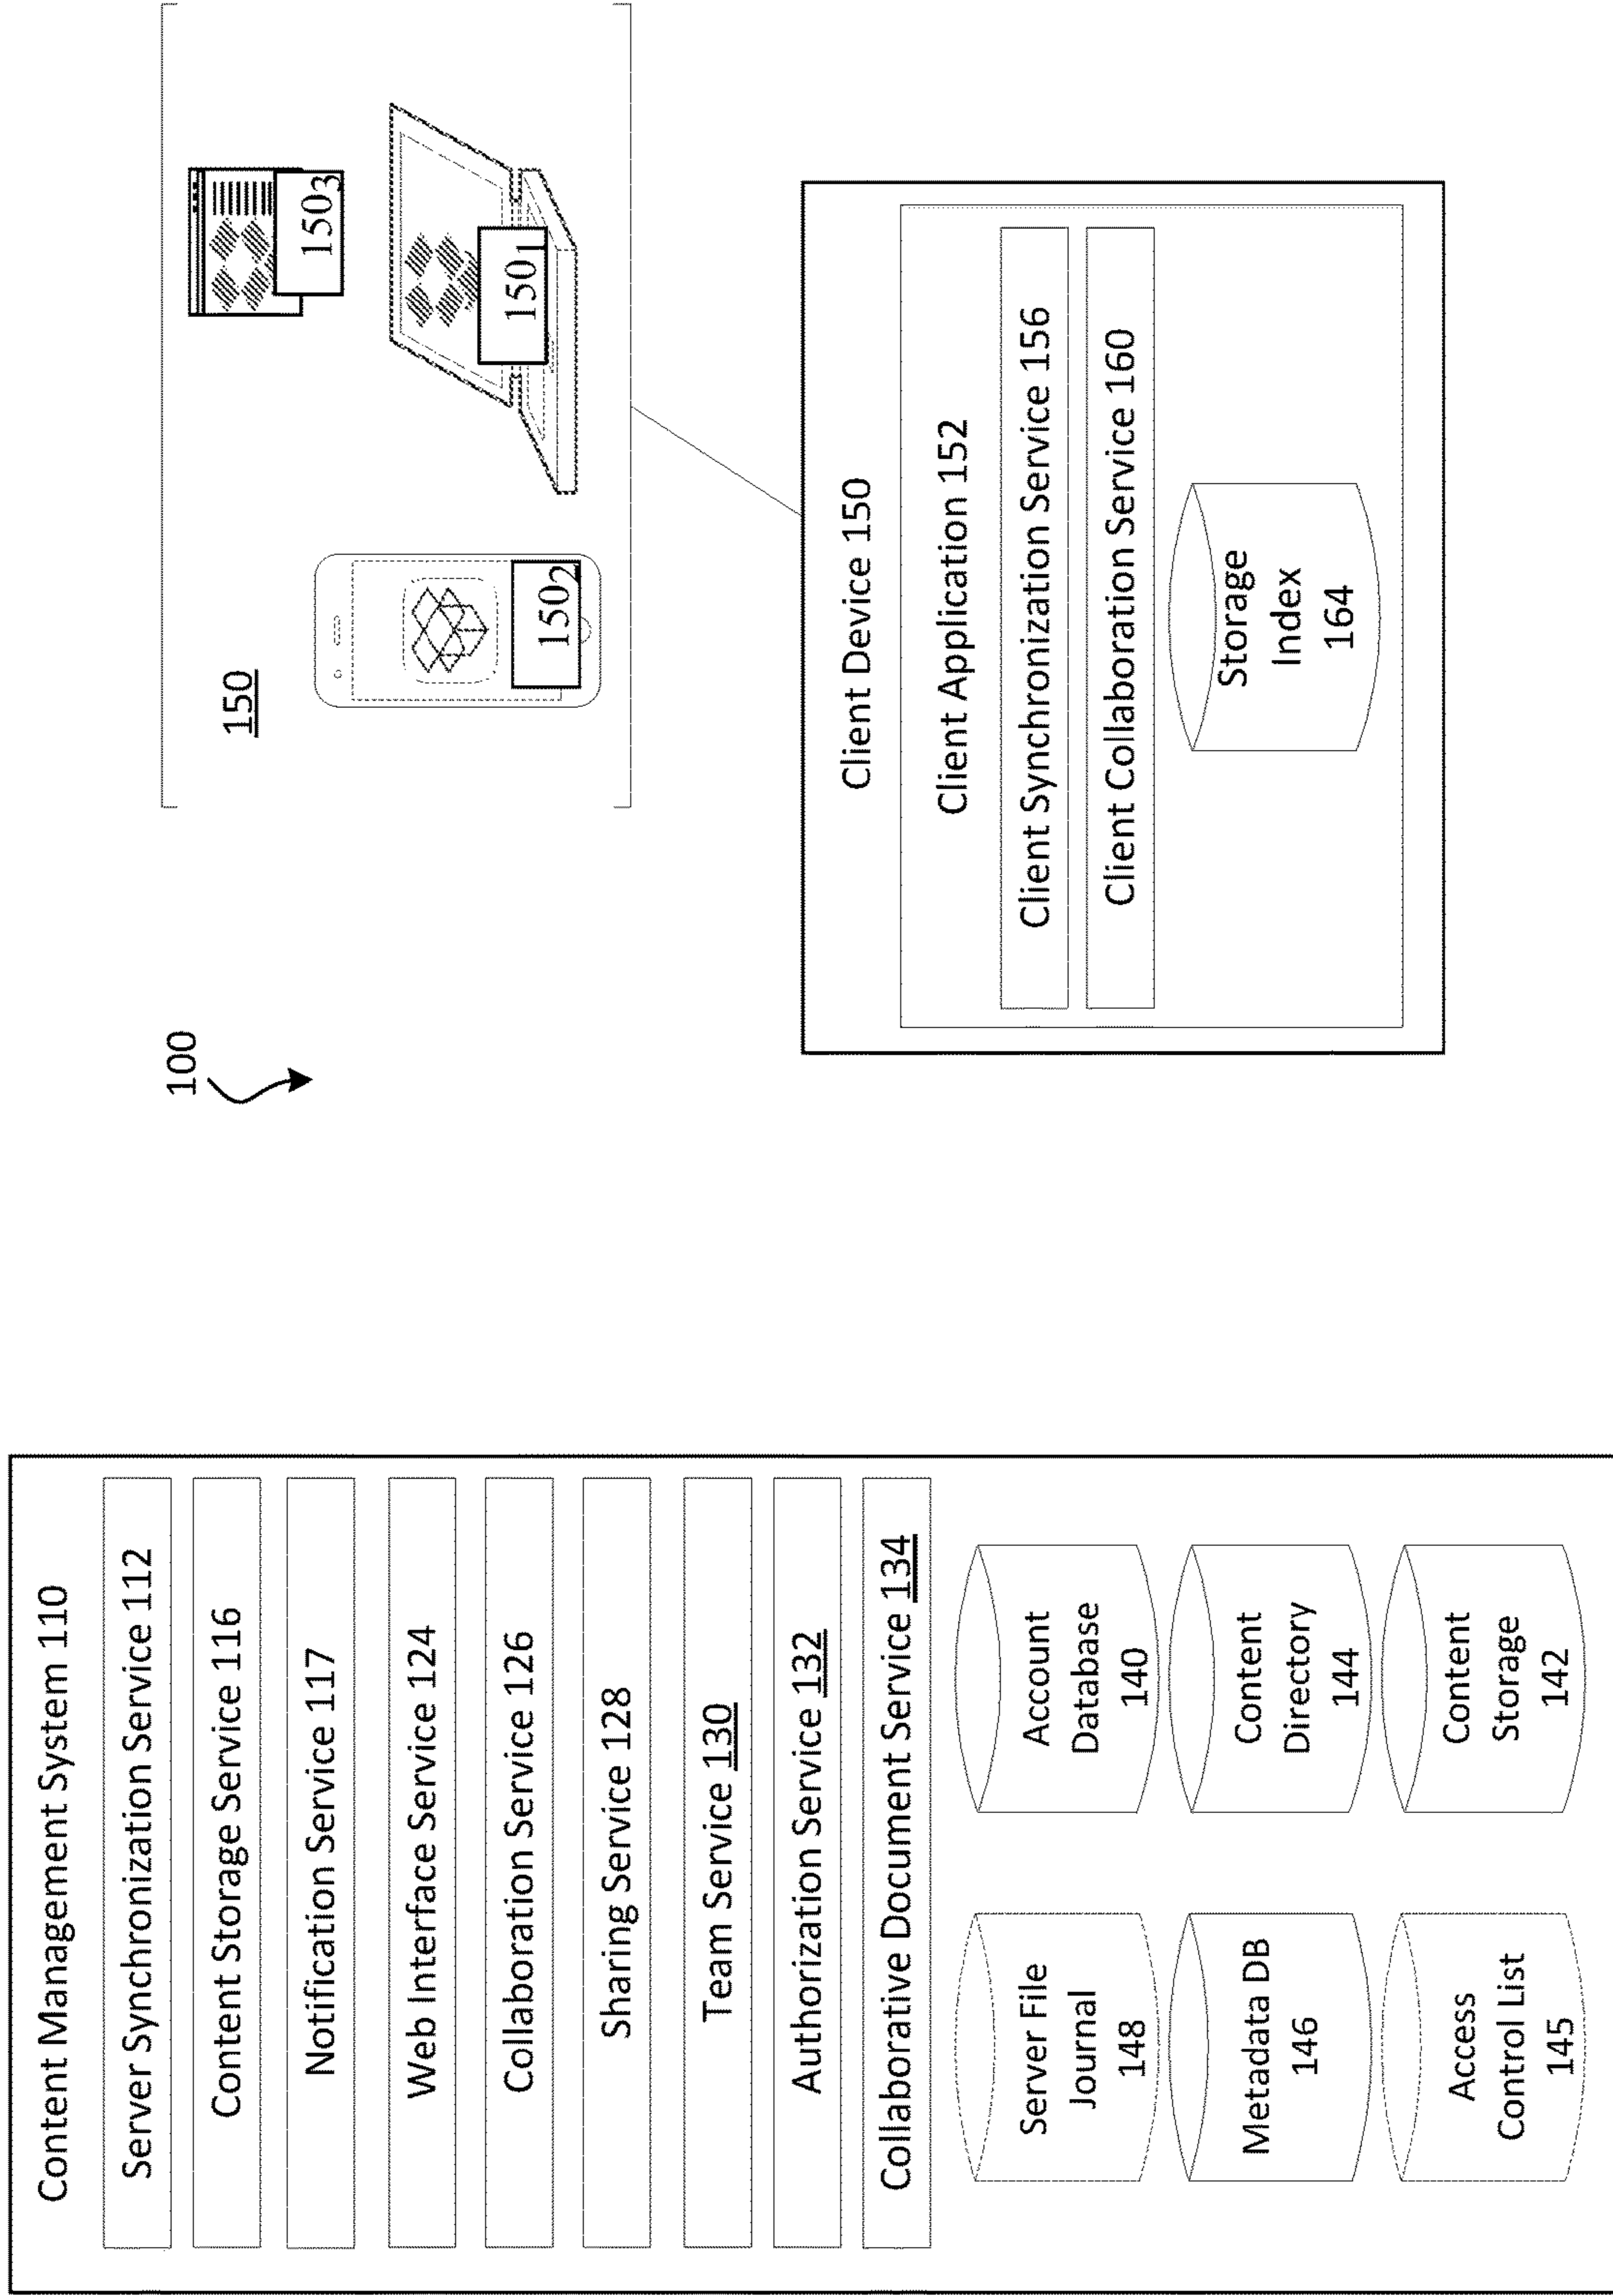 100
Content Management System 110
Server Synchronization Service 112
Content Storage Service 116
Notification Service 117
Web Interface Service 124
Collaboration Service 126
Sharing Service 128
Team Service 130
Authorization Service 132
Collaborative Document Service 134
Server File
Journal
148
Account
Database
140
Metadata DB
146
Content
Directory
144
Access
Control List
145
Content
Storage
142
150
150₂
150₁
150₃
Client Device 150
Client Application 152
Client Synchronization Service 156
Client Collaboration Service 160
Storage
Index
164